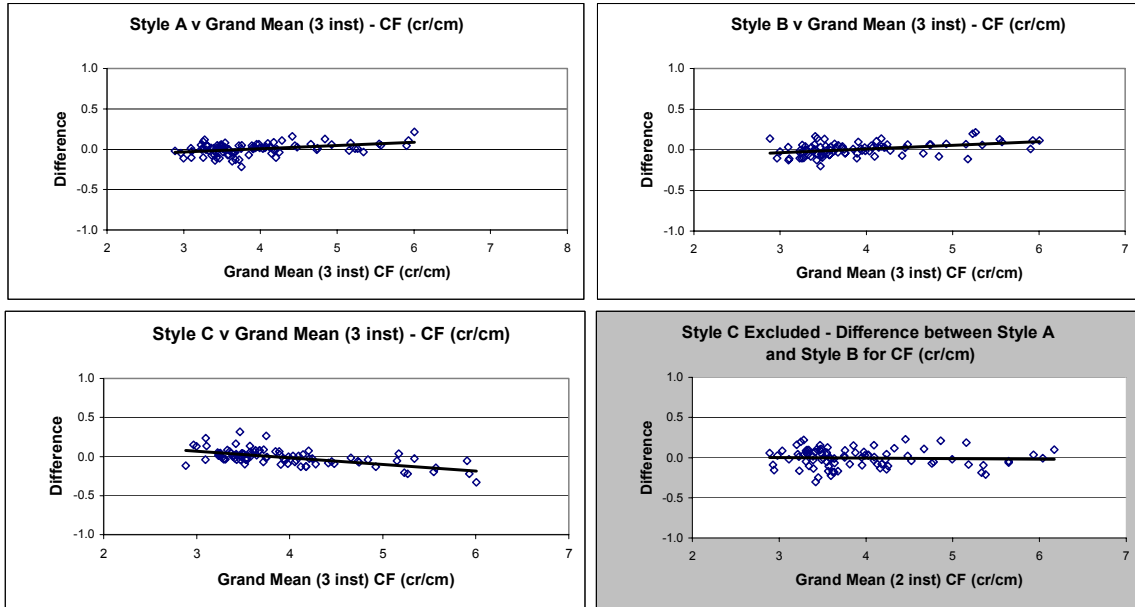 Style A v Grand Mean (3 inst) - CF (cr/cm)
1.0
0.5
0.0
-0.5
-1.0
Difference
2 3 4 5 6 7 8
Grand Mean (3 inst) CF (cr/cm)
Style B v Grand Mean (3 inst) - CF (cr/cm)
1.0
0.5
0.0
-0.5
-1.0
Difference
2 3 4 5 6 7
Grand Mean (3 inst) CF (cr/cm)
Style C v Grand Mean (3 inst) - CF (cr/cm)
1.0
0.5
0.0
-0.5
-1.0
Difference
2 3 4 5 6 7
Grand Mean (3 inst) CF (cr/cm)
Style C Excluded - Difference between Style A
and Style B for CF (cr/cm)
1.0
0.5
0.0
-0.5
-1.0
Difference
2 3 4 5 6 7
Grand Mean (2 inst) CF (cr/cm)